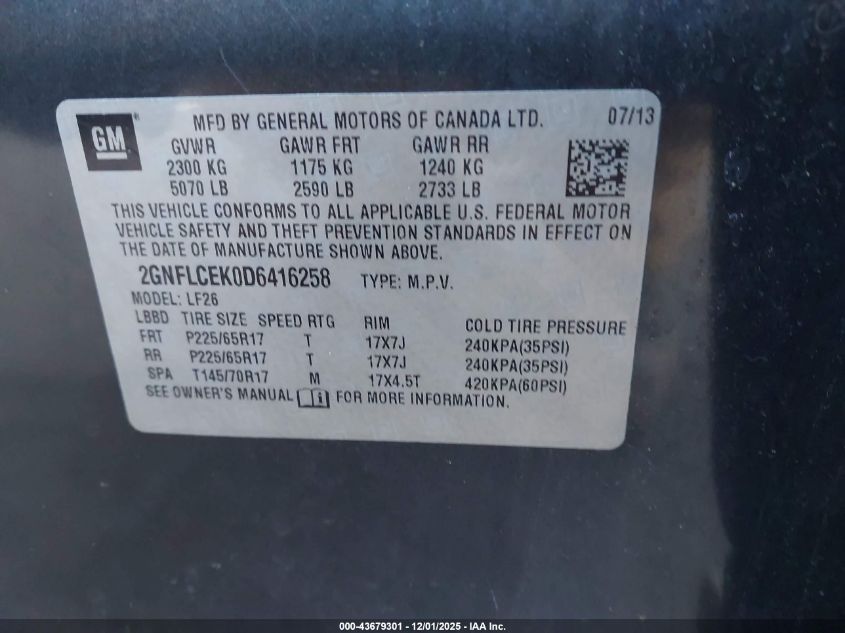 GM ® MFD BY GENERAL MOTORS OF CANADA LTD. 07/13
GVWR GAWR FRT GAWR RR
2300 KG 1175 KG 1240 KG
5070 LB 2590 LB 2733 LB
THIS VEHICLE CONFORMS TO ALL APPLICABLE U.S. FEDERAL MOTOR
VEHICLE SAFETY AND THEFT PREVENTION STANDARDS IN EFFECT ON
THE DATE OF MANUFACTURE SHOWN ABOVE.
2GNFLCEK0D6416258 TYPE: M.P.V.
MODEL: LF26
LBBD TIRE SIZE SPEED RTG RIM COLD TIRE PRESSURE
FRT P225/65R17 T 17X7J 240KPA(35PSI)
RR P225/65R17 T 17X7J 240KPA(35PSI)
SPA T145/70R17 M 17X4.5T 420KPA(60PSI)
SEE OWNER'S MANUAL FOR MORE INFORMATION.
000-43679301 - 12/01/2025 - IAA Inc.